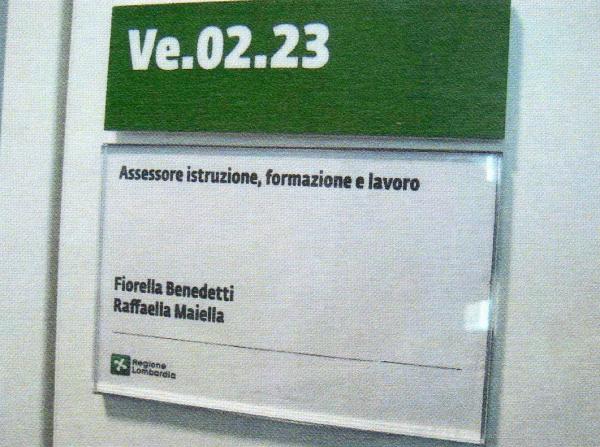 Ve.02.23
Assessore istruzione, formazione e lavoro
Fiorella Benedetti
Raffaella Maiella
Regione
Lombardia